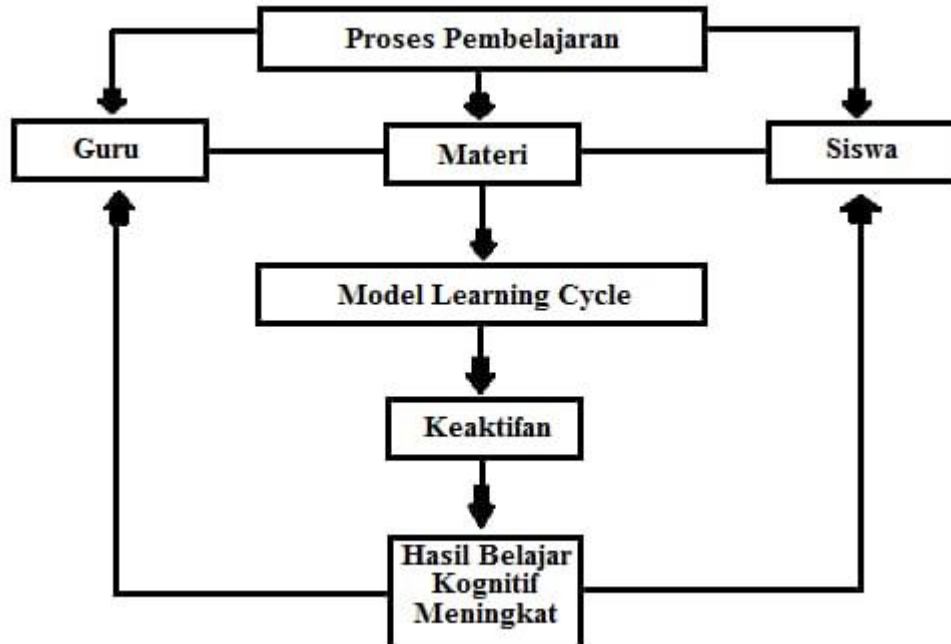 Proses Pembelajaran
Guru
Materi
Siswa
Model Learning Cycle
Keaktifan
Hasil Belajar
Kognitif
Meningkat